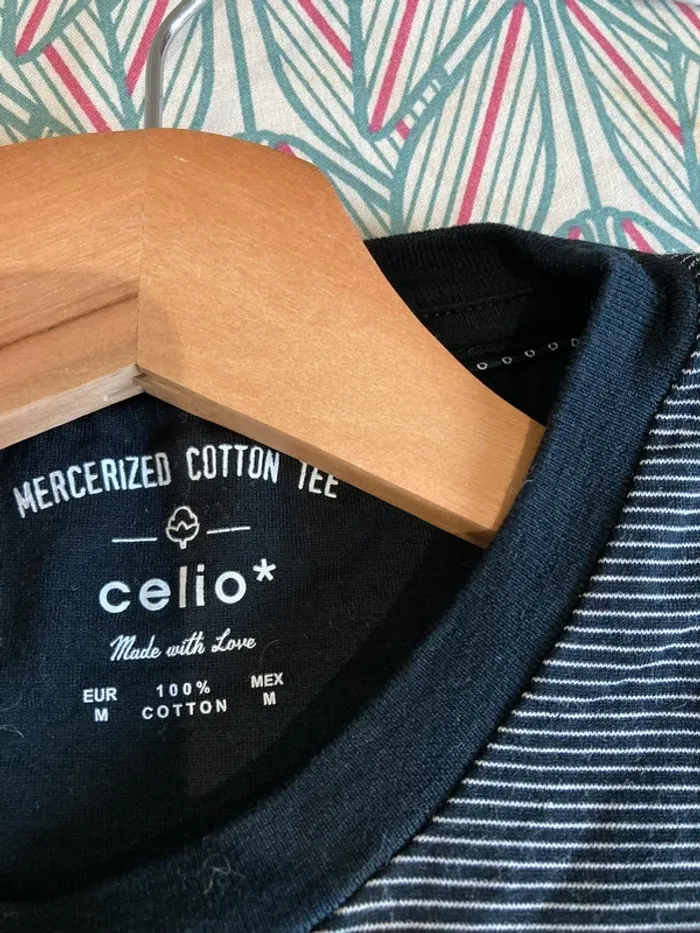 MERCERIZED COTTON TEE
celio*
Made with Love
EUR 100% MEX
M COTTON M